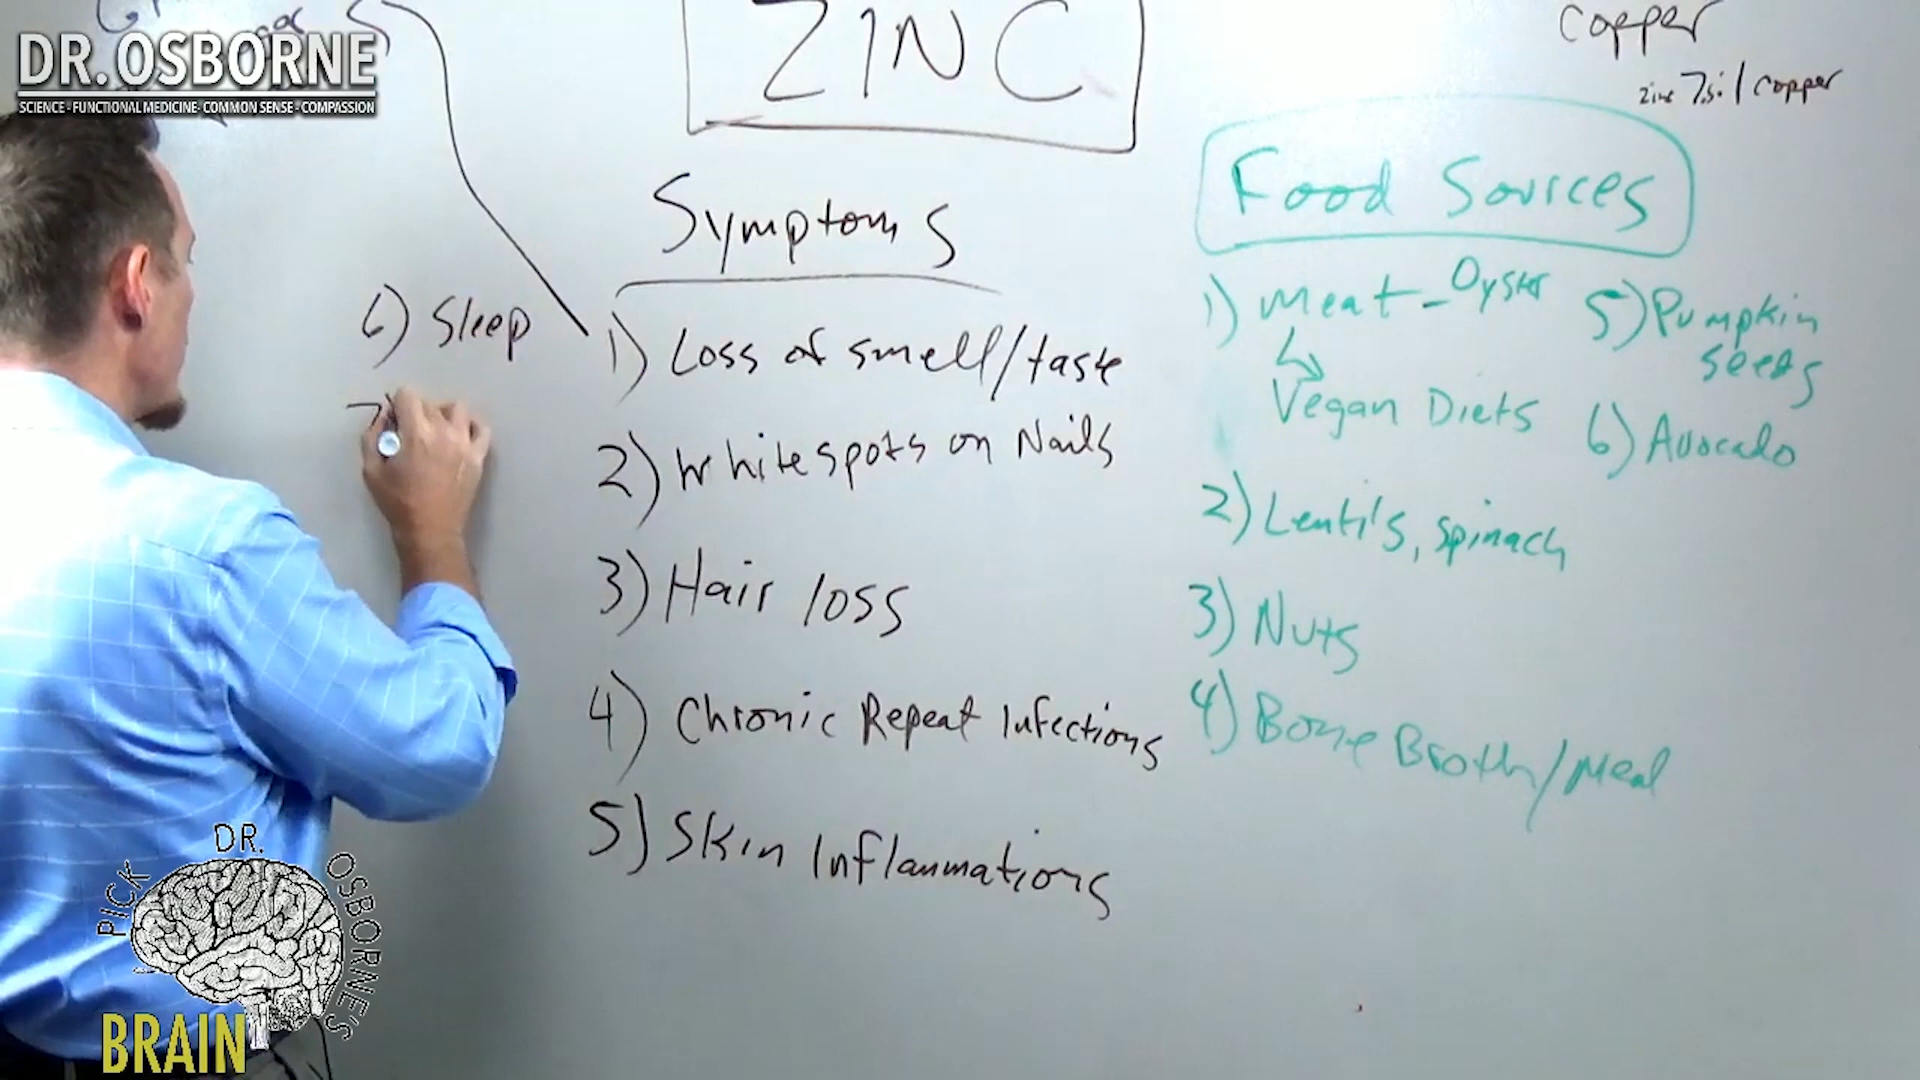 DR. OSBORNE
SCIENCE - FUNCTIONAL MEDICINE - COMMON SENSE - COMPASSION
ZINC
copper
zinc 7.5:1 copper
Symptoms
1) Loss of smell/taste
2) White spots on Nails
3) Hair loss
4) Chronic Repeat Infections
5) Skin Inflammations
6) Sleep
7)
Food Sources
1) Meat - Oyster
Vegan Diets
2) Lentils, spinach
3) Nuts
4) Bone Broth/Meal
5) Pumpkin
seeds
6) Avocado
PICK DR. OSBORNE'S
BRAIN